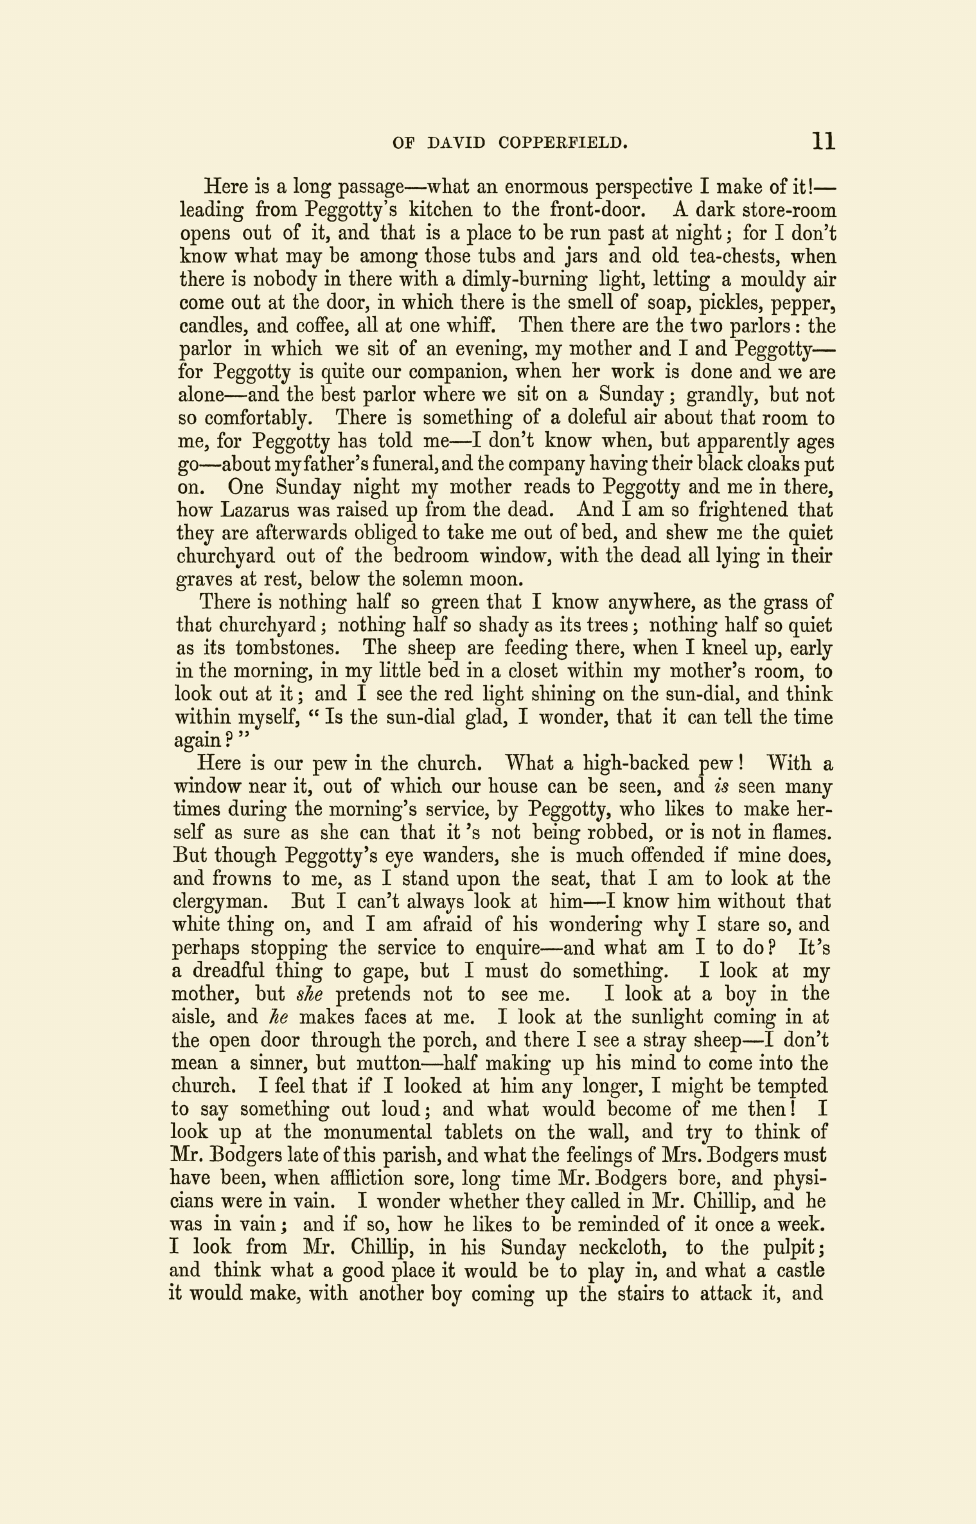 OF DAVID COPPERFIELD. 11
Here is a long passage—what an enormous perspective I make of it!—
leading from Peggotty's kitchen to the front-door. A dark store-room
opens out of it, and that is a place to be run past at night; for I don't
know what may be among those tubs and jars and old tea-chests, when
there is nobody in there with a dimly-burning light, letting a mouldy air
come out at the door, in which there is the smell of soap, pickles, pepper,
candles, and coffee, all at one whiff. Then there are the two parlors: the
parlor in which we sit of an evening, my mother and I and Peggotty—
for Peggotty is quite our companion, when her work is done and we are
alone—and the best parlor where we sit on a Sunday; grandly, but not
so comfortably. There is something of a doleful air about that room to
me, for Peggotty has told me—I don't know when, but apparently ages
go—about my father's funeral, and the company having their black cloaks put
on. One Sunday night my mother reads to Peggotty and me in there,
how Lazarus was raised up from the dead. And I am so frightened that
they are afterwards obliged to take me out of bed, and shew me the quiet
churchyard out of the bedroom window, with the dead all lying in their
graves at rest, below the solemn moon.
There is nothing half so green that I know anywhere, as the grass of
that churchyard; nothing half so shady as its trees; nothing half so quiet
as its tombstones. The sheep are feeding there, when I kneel up, early
in the morning, in my little bed in a closet within my mother's room, to
look out at it; and I see the red light shining on the sun-dial, and think
within myself, "Is the sun-dial glad, I wonder, that it can tell the time
again?"
Here is our pew in the church. What a high-backed pew! With a
window near it, out of which our house can be seen, and is seen many
times during the morning's service, by Peggotty, who likes to make her-
self as sure as she can that it 's not being robbed, or is not in flames.
But though Peggotty's eye wanders, she is much offended if mine does,
and frowns to me, as I stand upon the seat, that I am to look at the
clergyman. But I can't always look at him—I know him without that
white thing on, and I am afraid of his wondering why I stare so, and
perhaps stopping the service to enquire—and what am I to do? It's
a dreadful thing to gape, but I must do something. I look at my
mother, but she pretends not to see me. I look at a boy in the
aisle, and he makes faces at me. I look at the sunlight coming in at
the open door through the porch, and there I see a stray sheep—I don't
mean a sinner, but mutton—half making up his mind to come into the
church. I feel that if I looked at him any longer, I might be tempted
to say something out loud; and what would become of me then! I
look up at the monumental tablets on the wall, and try to think of
Mr. Bodgers late of this parish, and what the feelings of Mrs. Bodgers must
have been, when affliction sore, long time Mr. Bodgers bore, and physi-
cians were in vain. I wonder whether they called in Mr. Chillip, and he
was in vain; and if so, how he likes to be reminded of it once a week.
I look from Mr. Chillip, in his Sunday neckcloth, to the pulpit;
and think what a good place it would be to play in, and what a castle
it would make, with another boy coming up the stairs to attack it, and